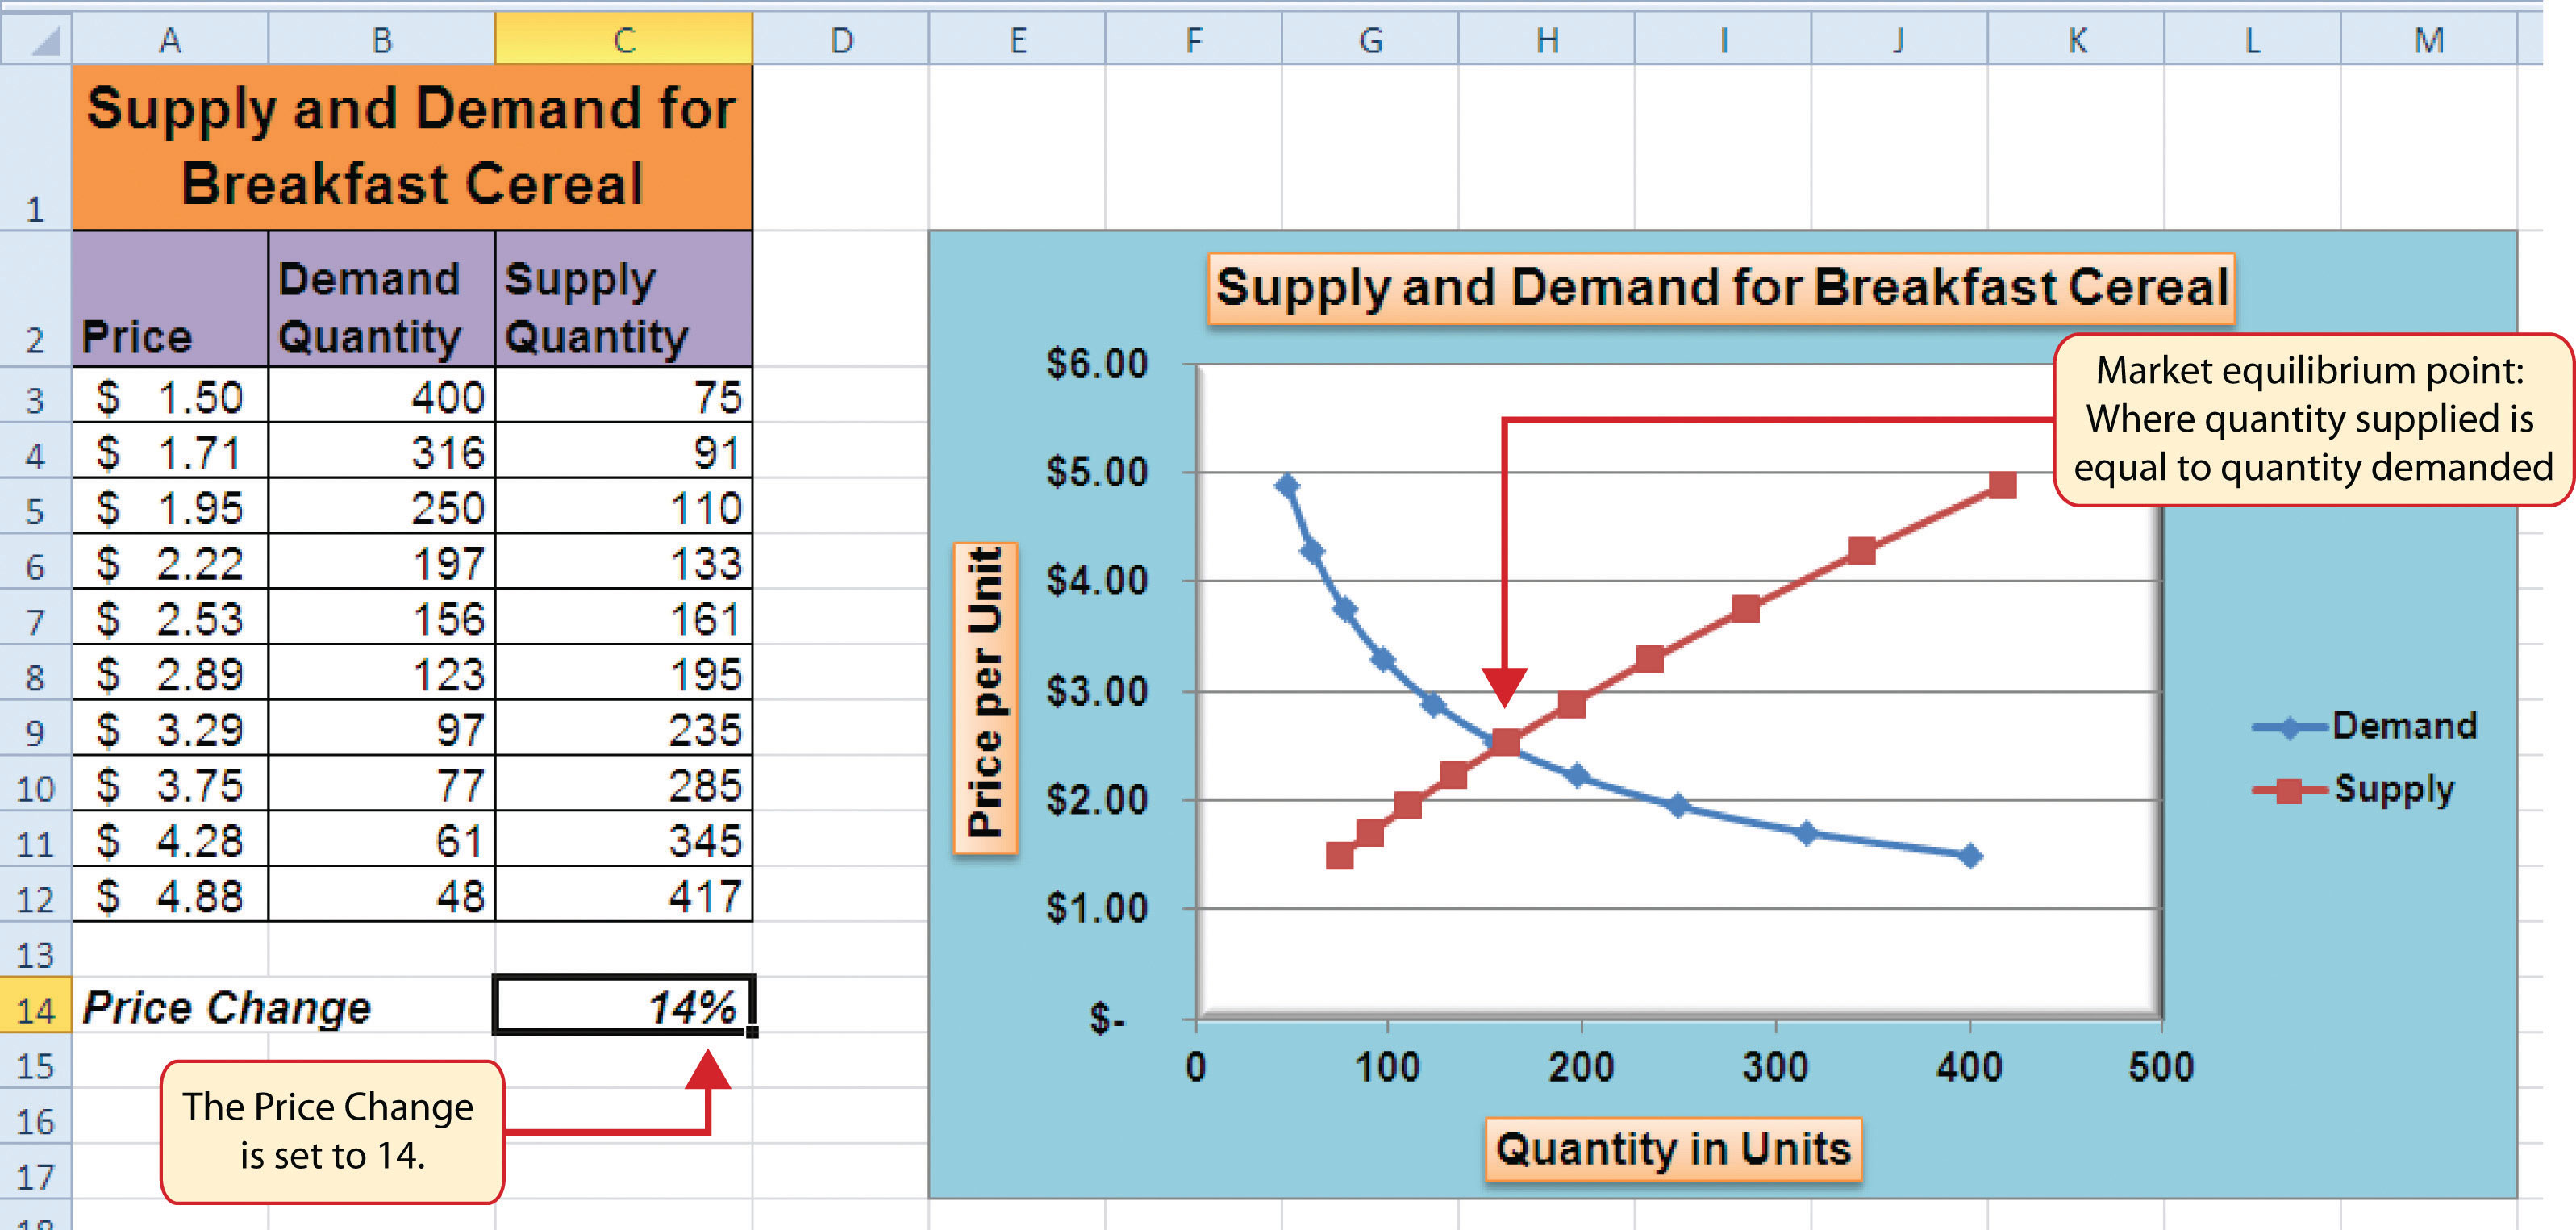 A B C D E F G H I J K L M
1 Supply and Demand for
Breakfast Cereal
2 Price Demand Quantity Supply Quantity
3 $ 1.50 400 75
4 $ 1.71 316 91
5 $ 1.95 250 110
6 $ 2.22 197 133
7 $ 2.53 156 161
8 $ 2.89 123 195
9 $ 3.29 97 235
10 $ 3.75 77 285
11 $ 4.28 61 345
12 $ 4.88 48 417
13
14 Price Change 14%
15
16
17
The Price Change
is set to 14.
Supply and Demand for Breakfast Cereal
Market equilibrium point:
Where quantity supplied is
equal to quantity demanded
Price per Unit
$6.00
$5.00
$4.00
$3.00
$2.00
$1.00
$-
0 100 200 300 400 500
Quantity in Units
Demand
Supply